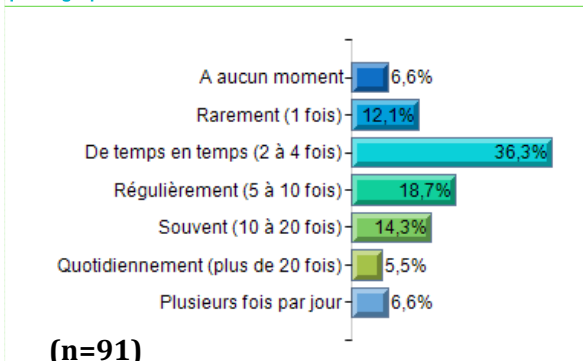 A aucun moment 6,6%
Rarement (1 fois) 12,1%
De temps en temps (2 à 4 fois) 36,3%
Régulièrement (5 à 10 fois) 18,7%
Souvent (10 à 20 fois) 14,3%
Quotidiennement (plus de 20 fois) 5,5%
Plusieurs fois par jour 6,6%
(n=91)